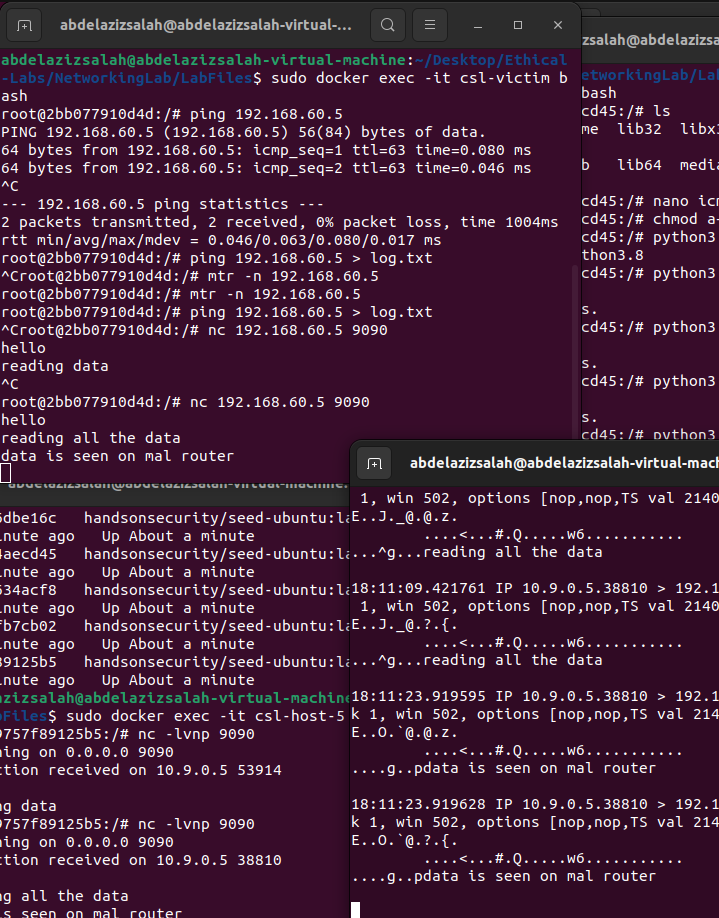 abdelazizsalah@abdelazizsalah-virtual-...
abdelazizsalah@abdelazizsalah-virtual-machine:~/Desktop/Ethical
-Labs/NetworkingLab/LabFiles$ sudo docker exec -it csl-victim b
ash
root@2bb077910d4d:/# ping 192.168.60.5
PING 192.168.60.5 (192.168.60.5) 56(84) bytes of data.
64 bytes from 192.168.60.5: icmp_seq=1 ttl=63 time=0.080 ms
64 bytes from 192.168.60.5: icmp_seq=2 ttl=63 time=0.046 ms
^C
--- 192.168.60.5 ping statistics ---
2 packets transmitted, 2 received, 0% packet loss, time 1004ms
rtt min/avg/max/mdev = 0.046/0.063/0.080/0.017 ms
root@2bb077910d4d:/# ping 192.168.60.5 > log.txt
^Croot@2bb077910d4d:/# mtr -n 192.168.60.5
root@2bb077910d4d:/# mtr -n 192.168.60.5
root@2bb077910d4d:/# ping 192.168.60.5 > log.txt
^Croot@2bb077910d4d:/# nc 192.168.60.5 9090
hello
reading data
^C
root@2bb077910d4d:/# nc 192.168.60.5 9090
hello
reading all the data
data is seen on mal router
zsalah@abdelazizsala
etworkingLab/La
bash
cd45:/# ls
me  lib32  libx
b   lib64  media
cd45:/# nano icm
cd45:/# chmod a-
cd45:/# python3
thon3.8
cd45:/# python3
s.
cd45:/# python3
s.
cd45:/# python3
s.
cd45:/# python3
abdelazizsalah@abdelazizsalah-virtual-machine:
6dbe16c   handsonsecurity/seed-ubuntu:la
inute ago   Up About a minute
4aecd45   handsonsecurity/seed-ubuntu:la
inute ago   Up About a minute
534acf8   handsonsecurity/seed-ubuntu:la
inute ago   Up About a minute
fb7cb02   handsonsecurity/seed-ubuntu:la
inute ago   Up About a minute
89125b5   handsonsecurity/seed-ubuntu:la
inute ago   Up About a minute
azizsalah@abdelazizsalah-virtual-machine
Files$ sudo docker exec -it csl-host-5
9757f89125b5:/# nc -lvnp 9090
ning on 0.0.0.0 9090
ction received on 10.9.0.5 53914
ng data
9757f89125b5:/# nc -lvnp 9090
ning on 0.0.0.0 9090
ction received on 10.9.0.5 38810
ng all the data
is seen on mal router
abdelazizsalah@abdelazizsalah-virtual-mach
1, win 502, options [nop,nop,TS val 2140
E..J._@.@.z.
....<...#.Q.....w6...........
...^g...reading all the data
18:11:09.421761 IP 10.9.0.5.38810 > 192.1
1, win 502, options [nop,nop,TS val 2140
E..J._@.?.{.
....<...#.Q.....w6...........
...^g...reading all the data
18:11:23.919595 IP 10.9.0.5.38810 > 192.1
k 1, win 502, options [nop,nop,TS val 214
E..O.`@.@.z.
....<...#.Q.....w6...........
....g..pdata is seen on mal router
18:11:23.919628 IP 10.9.0.5.38810 > 192.1
k 1, win 502, options [nop,nop,TS val 214
E..O.`@.?.{.
....<...#.Q.....w6...........
....g..pdata is seen on mal router